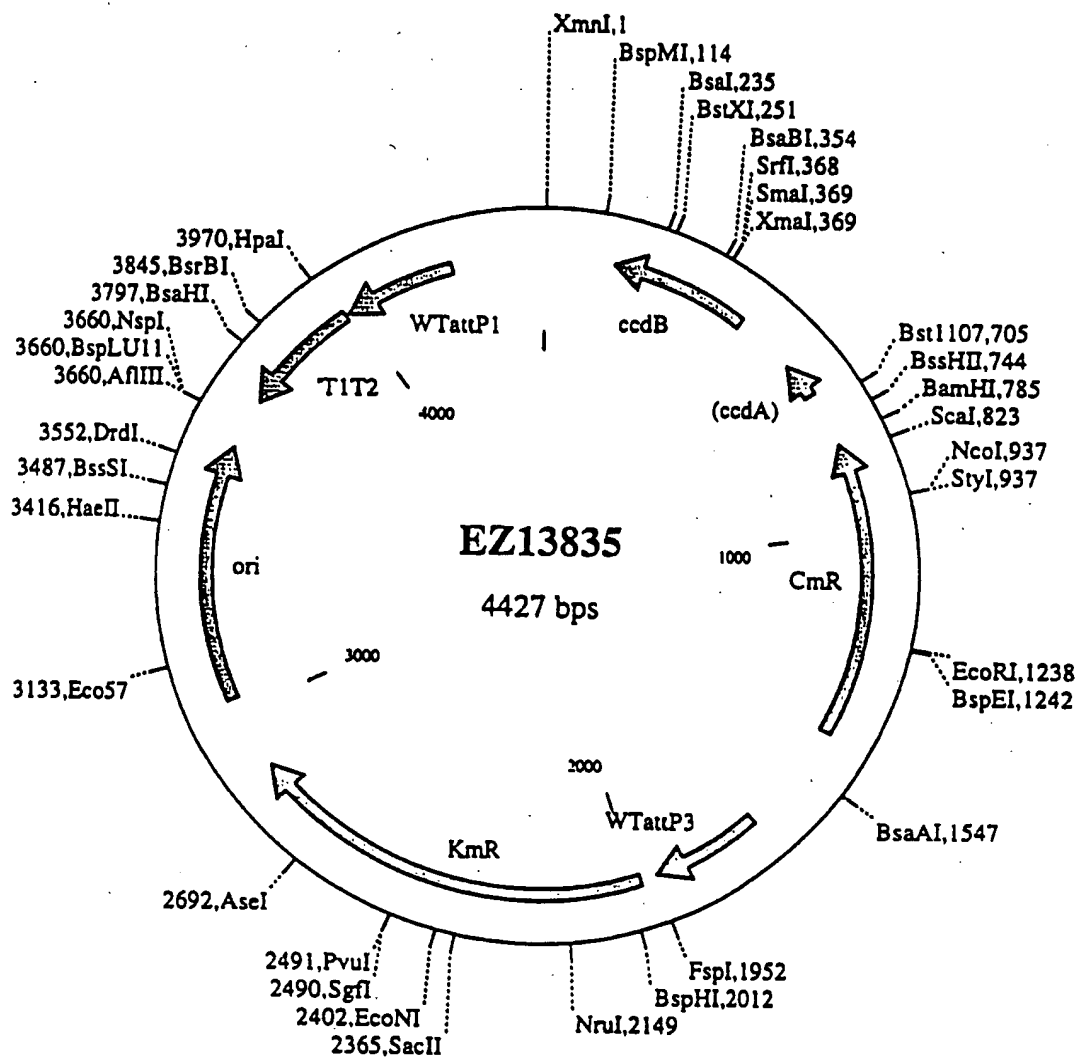 XmnI,1
BspMI,114
BsaI,235
BstXI,251
BsaBI,354
SrfI,368
SmaI,369
XmaI,369
3970,HpaI
3845,BsrBI
3797,BsaHI
3660,NspI
3660,BspLU11
3660,AflIII
WTattP1
ccdB
Bst1107,705
BssHII,744
BamHI,785
ScaI,823
T1T2
4000
(ccdA)
3552,DrdI
3487,BssSI
3416,HaeII
NcoI,937
StyI,937
EZ13835
4427 bps
ori
1000
CmR
3000
3133,Eco57
EcoRI,1238
BspEI,1242
2000
WTattP3
KmR
BsaAI,1547
2692,AseI
2491,PvuI
2490,SgfI
2402,EcoNI
2365,SacII
FspI,1952
BspHI,2012
NruI,2149